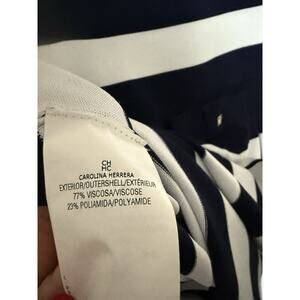 CH
HC
CAROLINA HERRERA
EXTERIOR/OUTERSHELL/EXTÉRIEUR
77% VISCOSA/VISCOSE
23% POLIAMIDA/POLYAMIDE